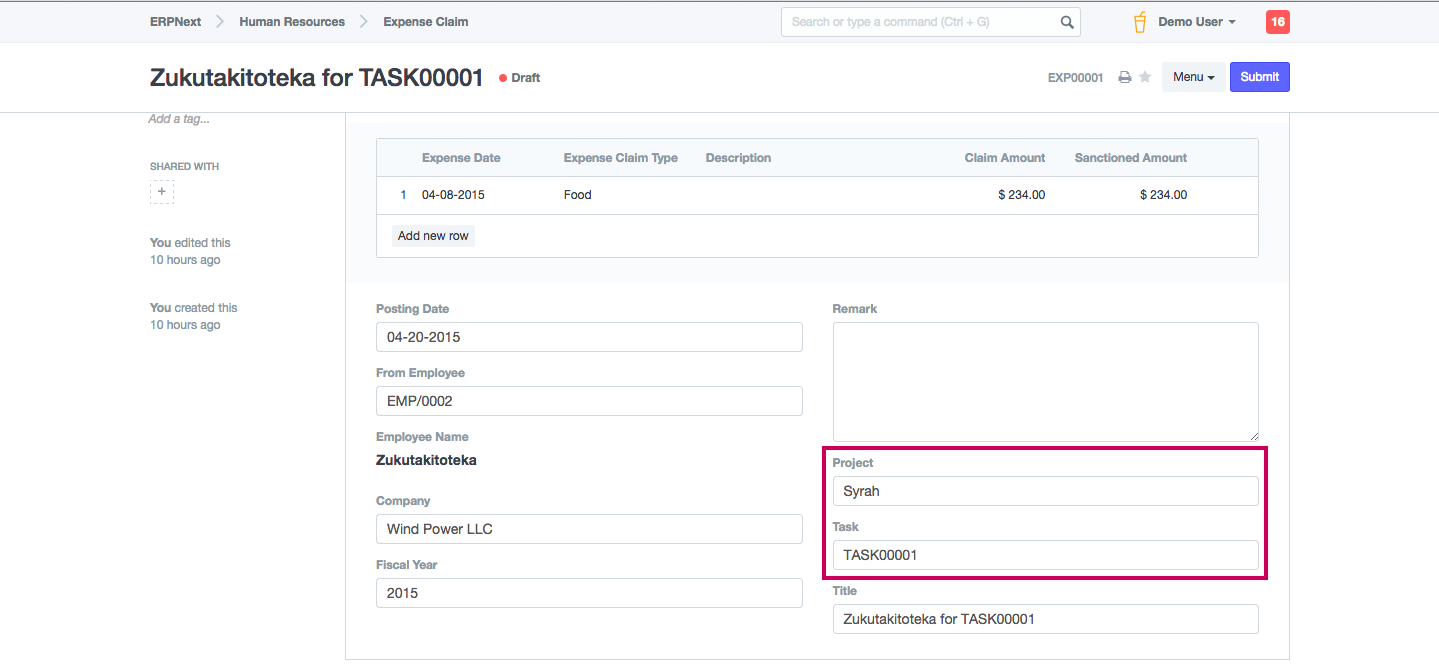 ERPNext Human Resources Expense Claim Search or type a command (Ctrl + G) Demo User 16
Zukutakitoteka for TASK00001 Draft EXP00001 Menu Submit
Add a tag...
SHARED WITH
+
You edited this
10 hours ago
You created this
10 hours ago
Expense Date Expense Claim Type Description Claim Amount Sanctioned Amount
1 04-08-2015 Food $ 234.00 $ 234.00
Add new row
Posting Date
04-20-2015
From Employee
EMP/0002
Employee Name
Zukutakitoteka
Company
Wind Power LLC
Fiscal Year
2015
Remark
Project
Syrah
Task
TASK00001
Title
Zukutakitoteka for TASK00001